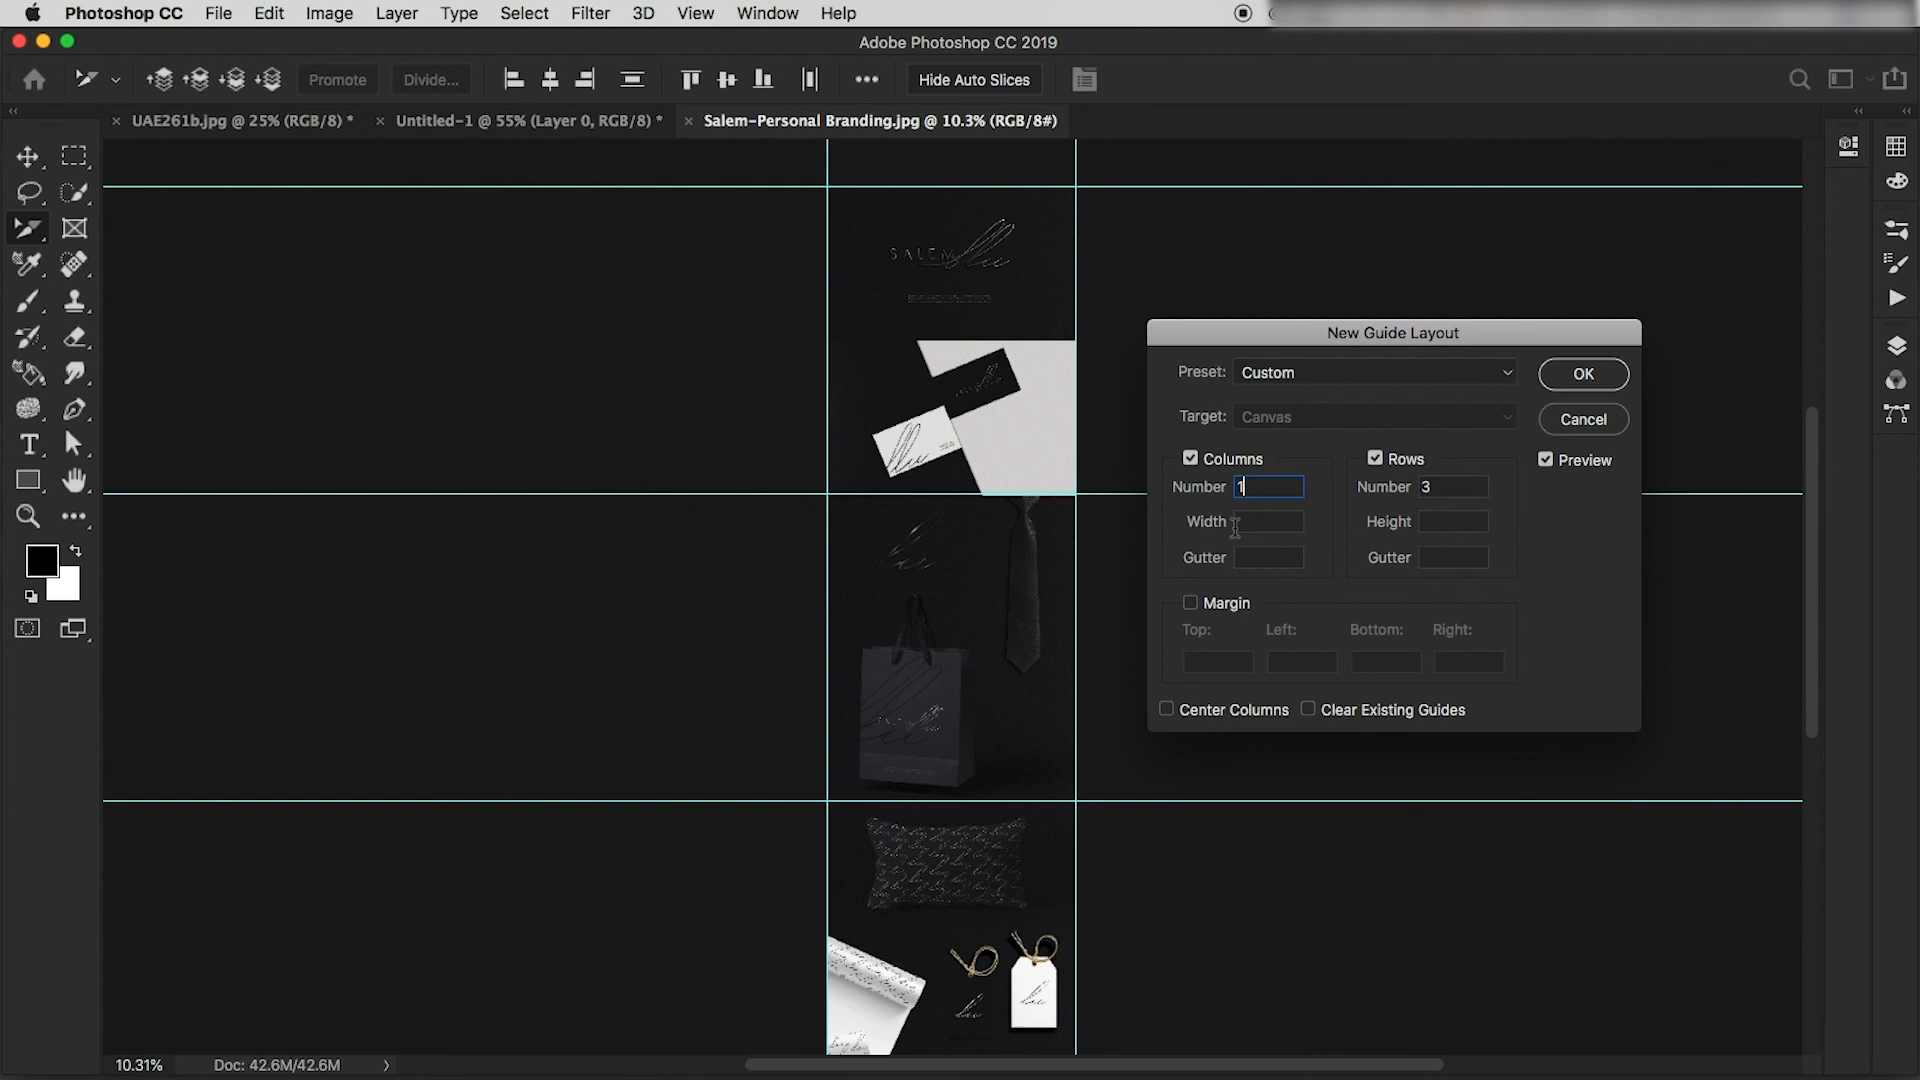 Photoshop CC File Edit Image Layer Type Select Filter 3D View Window Help
Adobe Photoshop CC 2019
Promote Divide... Hide Auto Slices
UAE261b.jpg @ 25% (RGB/8) * Untitled-1 @ 55% (Layer 0, RGB/8) * Salem-Personal Branding.jpg @ 10.3% (RGB/8#)
SALEM
New Guide Layout
Preset: Custom OK
Target: Canvas Cancel
Columns Rows Preview
Number 1 Number 3
Width Height
Gutter Gutter
Margin
Top: Left: Bottom: Right:
Center Columns Clear Existing Guides
10.31% Doc: 42.6M/42.6M